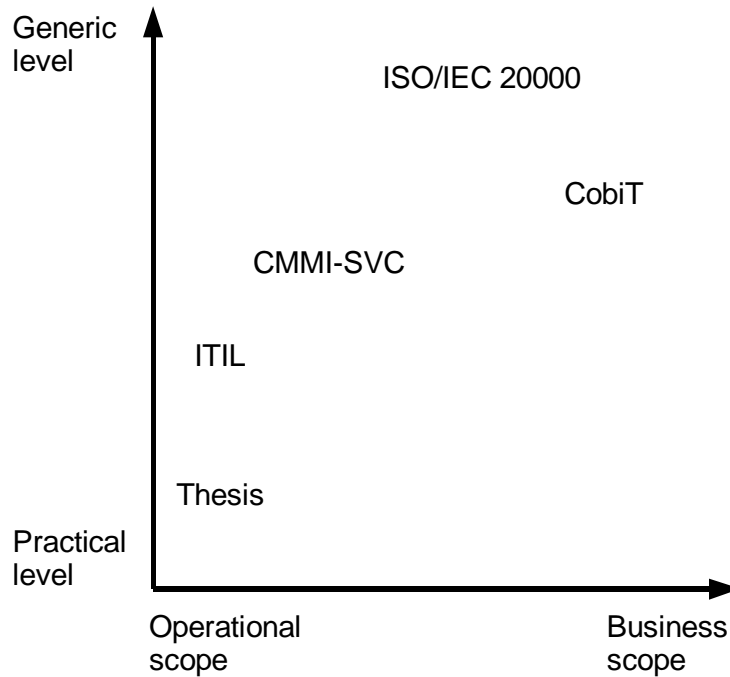 Generic
level
ISO/IEC 20000
CobiT
CMMI-SVC
ITIL
Thesis
Practical
level
Operational
scope
Business
scope